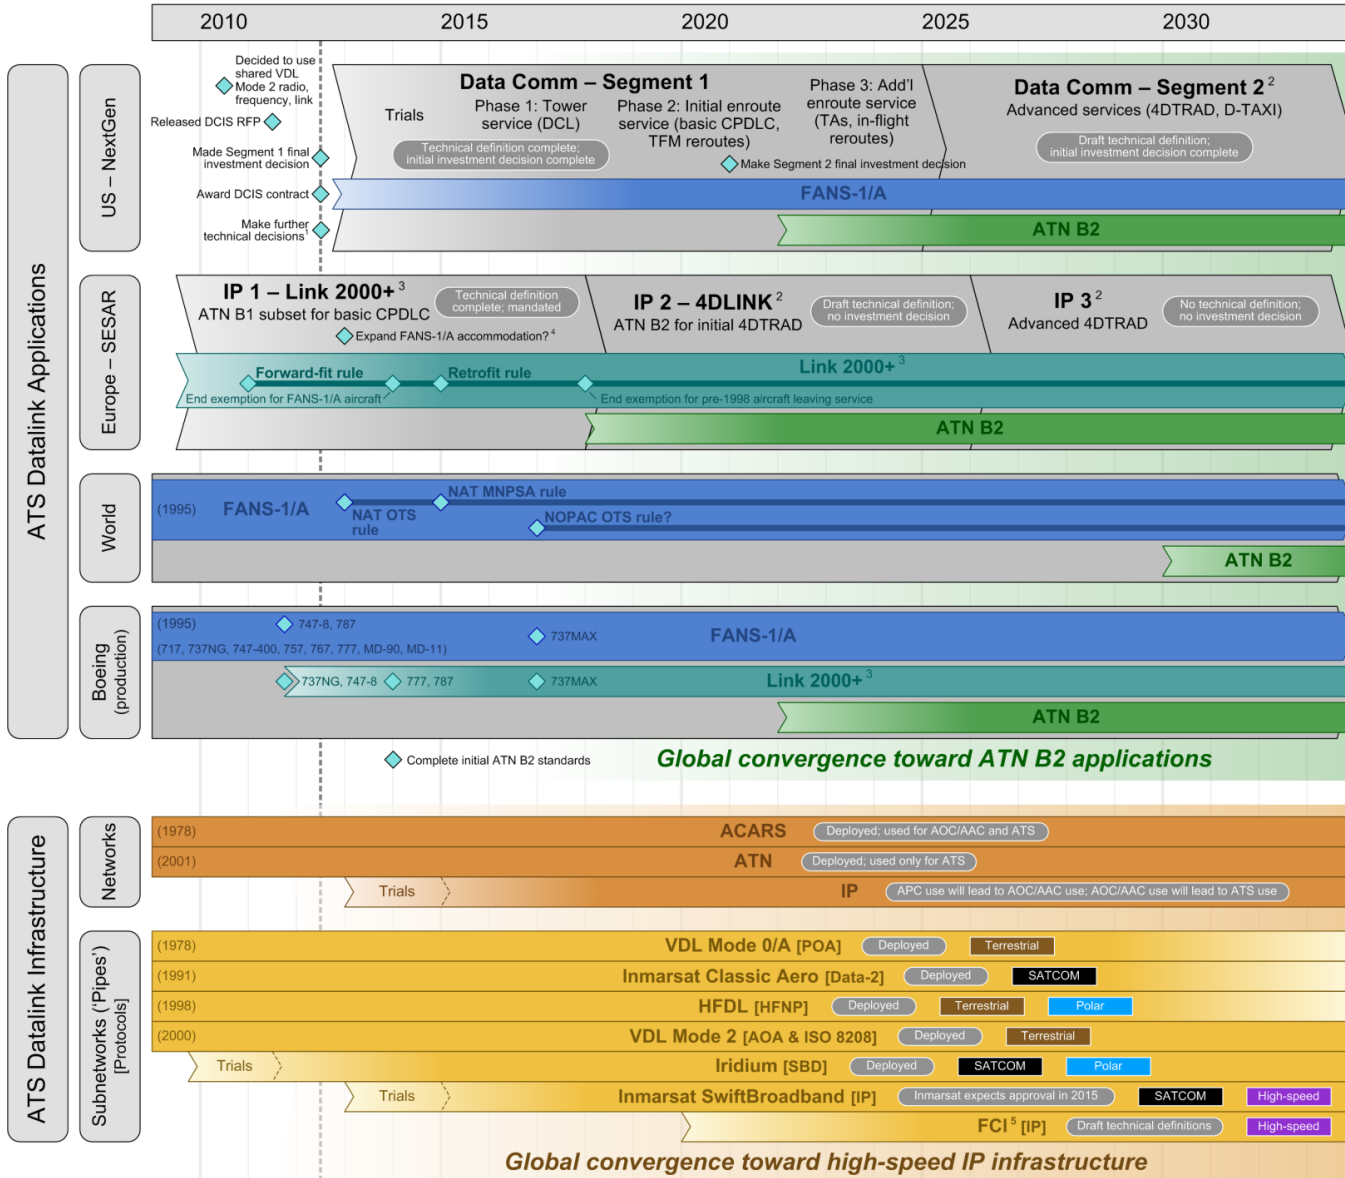 2010 2015 2020 2025 2030
ATS Datalink Applications
US – NextGen
Decided to use
shared VDL
Mode 2 radio,
frequency, link
Released DCIS RFP
Made Segment 1 final
investment decision
Award DCIS contract
Make further
technical decisions¹
Data Comm – Segment 1
Trials
Phase 1: Tower
service (DCL)
Technical definition complete;
initial investment decision complete
Phase 2: Initial enroute
service (basic CPDLC,
TFM reroutes)
Phase 3: Add'l
enroute service
(TAs, in-flight
reroutes)
Make Segment 2 final investment decision
Data Comm – Segment 2²
Advanced services (4DTRAD, D-TAXI)
Draft technical definition;
initial investment decision complete
FANS-1/A
ATN B2
Europe – SESAR
IP 1 – Link 2000+³
ATN B1 subset for basic CPDLC
Technical definition
complete; mandated
Expand FANS-1/A accommodation?⁴
IP 2 – 4DLINK²
ATN B2 for initial 4DTRAD
Draft technical definition;
no investment decision
IP 3²
Advanced 4DTRAD
No technical definition;
no investment decision
Forward-fit rule
Retrofit rule
Link 2000+³
End exemption for FANS-1/A aircraft
End exemption for pre-1998 aircraft leaving service
ATN B2
World
(1995)
FANS-1/A
NAT MNPSA rule
NAT OTS
rule
NOPAC OTS rule?
ATN B2
Boeing
(production)
(1995)
747-8, 787
(717, 737NG, 747-400, 757, 767, 777, MD-90, MD-11)
737MAX
FANS-1/A
737NG, 747-8
777, 787
737MAX
Link 2000+³
ATN B2
Complete initial ATN B2 standards
Global convergence toward ATN B2 applications
ATS Datalink Infrastructure
Networks
(1978) ACARS Deployed; used for AOC/AAC and ATS
(2001) ATN Deployed; used only for ATS
Trials IP APC use will lead to AOC/AAC use; AOC/AAC use will lead to ATS use
Subnetworks ('Pipes')
[Protocols]
(1978) VDL Mode 0/A [POA] Deployed Terrestrial
(1991) Inmarsat Classic Aero [Data-2] Deployed SATCOM
(1998) HFDL [HFNP] Deployed Terrestrial Polar
(2000) VDL Mode 2 [AOA & ISO 8208] Deployed Terrestrial
Trials Iridium [SBD] Deployed SATCOM Polar
Trials Inmarsat SwiftBroadband [IP] Inmarsat expects approval in 2015 SATCOM High-speed
FCI⁵ [IP] Draft technical definitions High-speed
Global convergence toward high-speed IP infrastructure